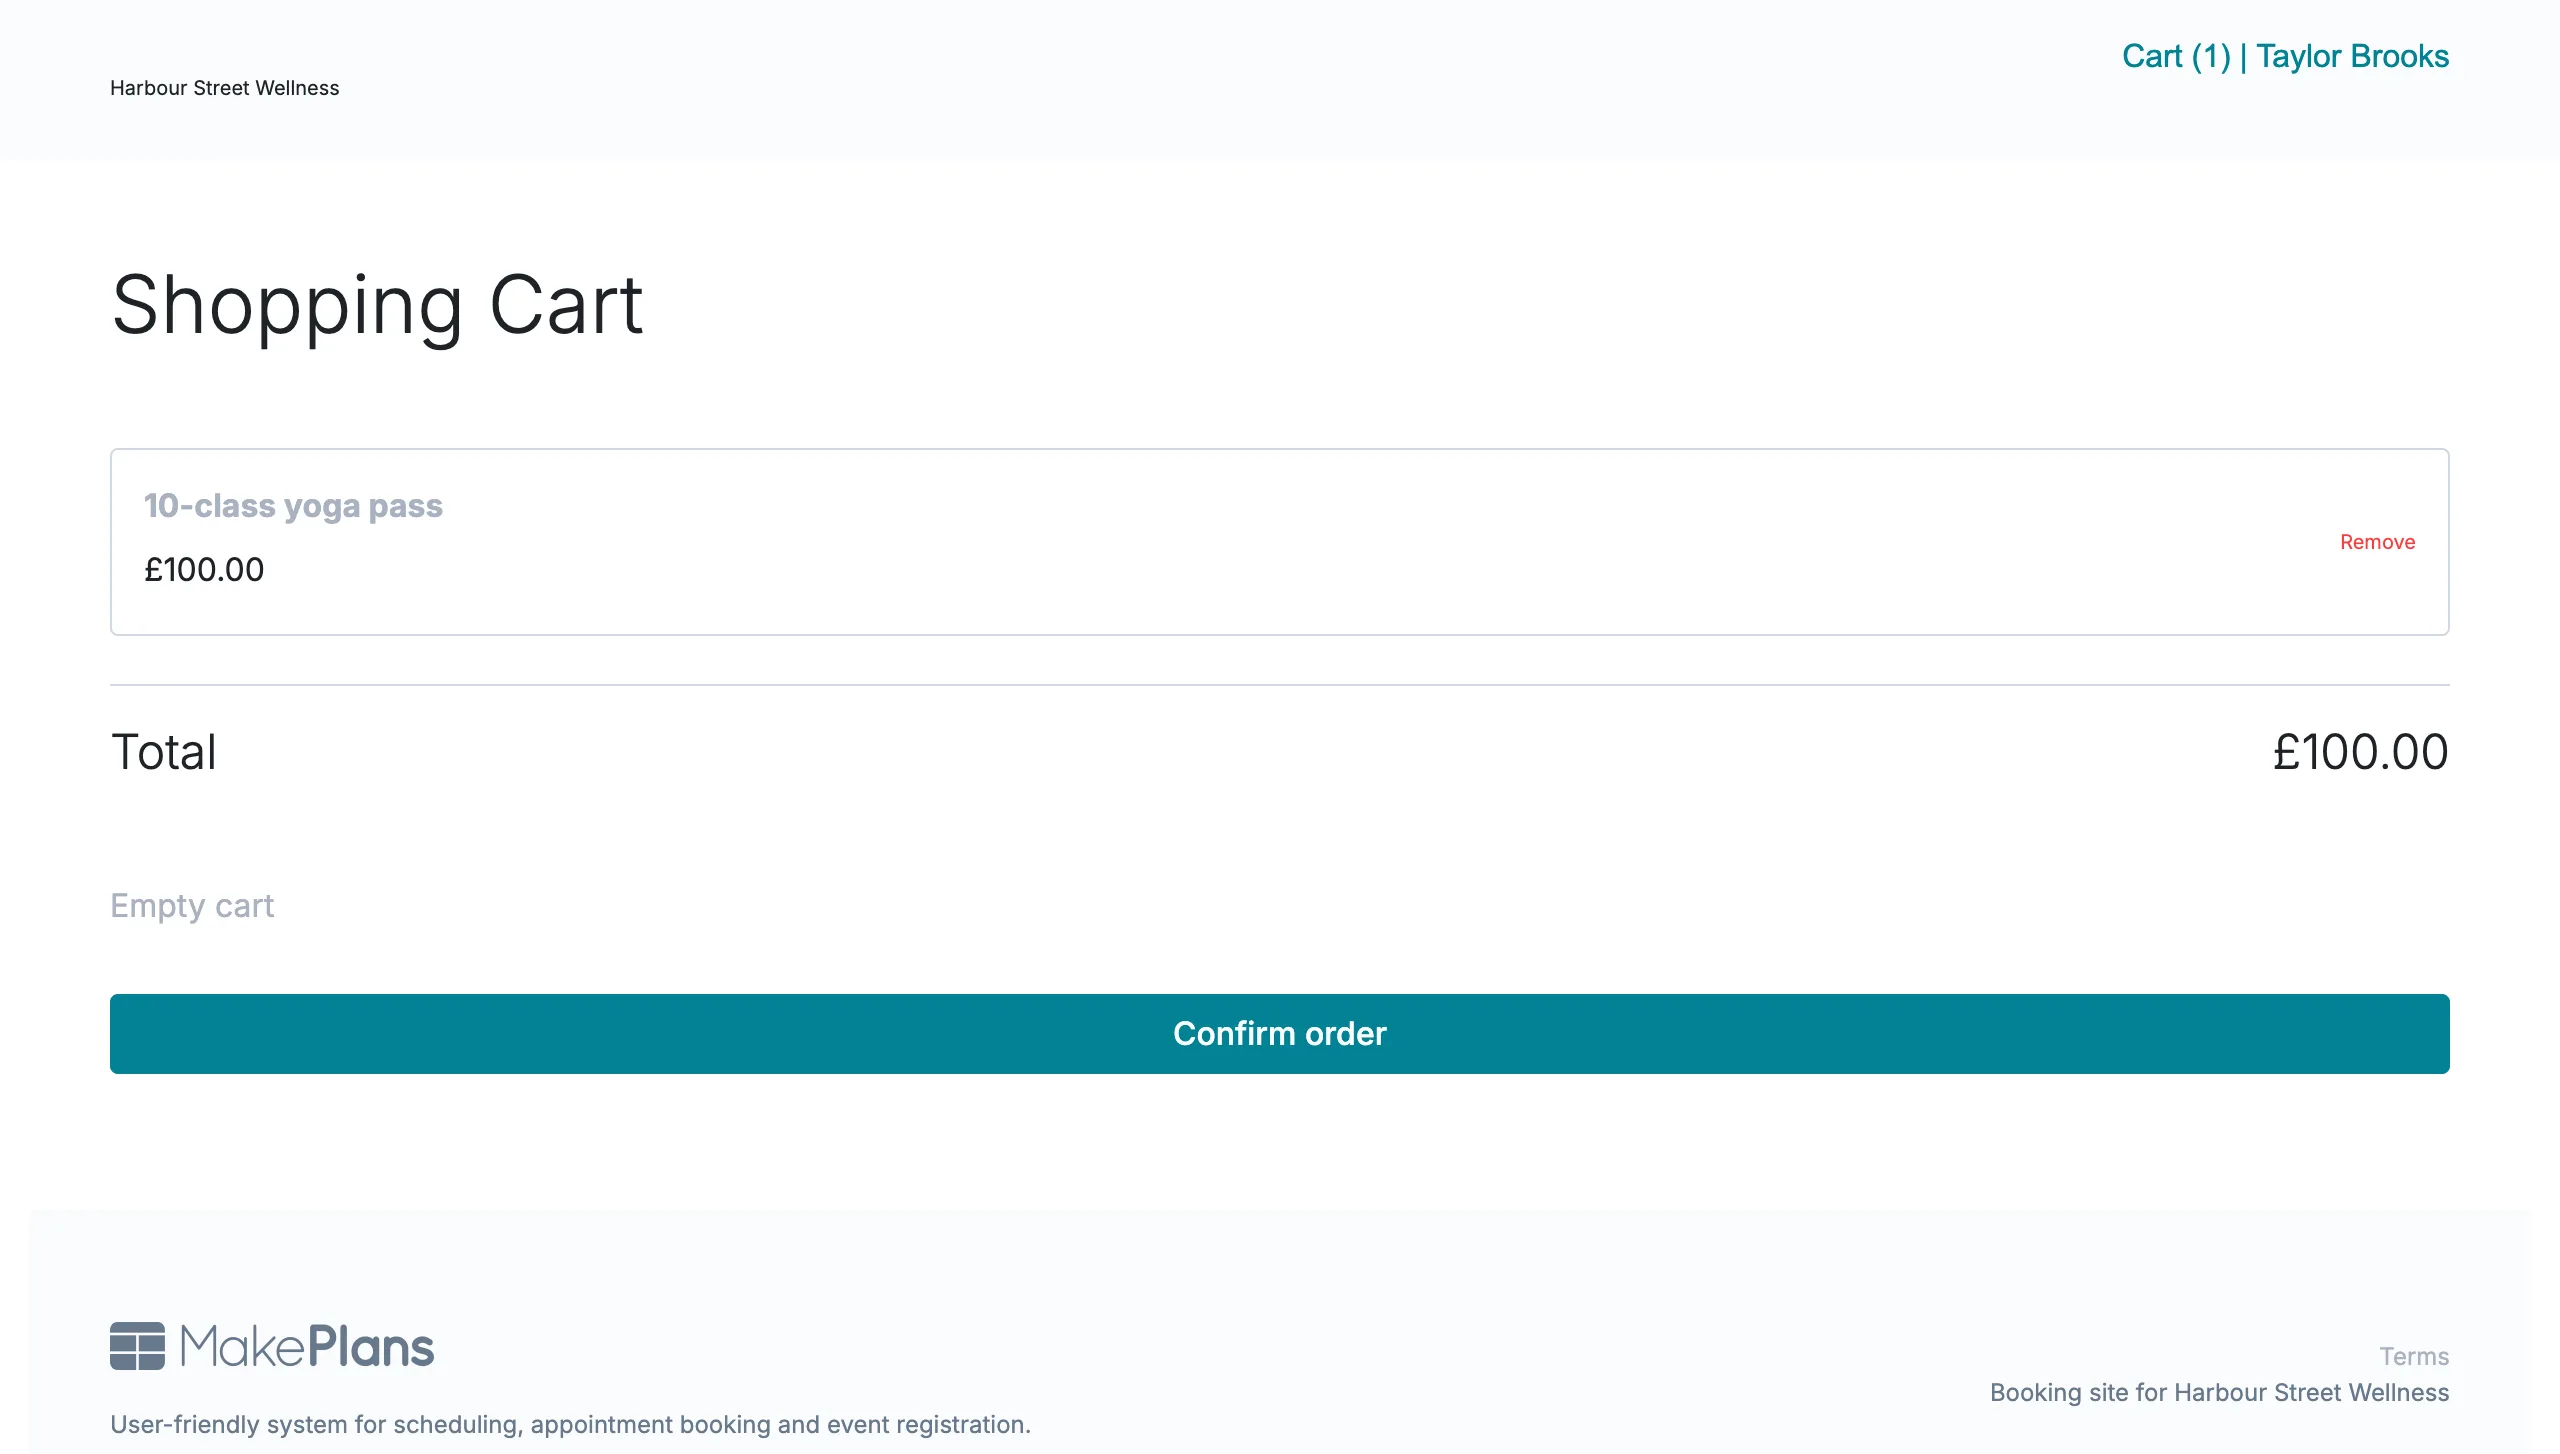 Harbour Street Wellness
Cart (1) | Taylor Brooks
Shopping Cart
10-class yoga pass
£100.00
Remove
Total
£100.00
Empty cart
Confirm order
MakePlans
User-friendly system for scheduling, appointment booking and event registration.
Terms
Booking site for Harbour Street Wellness